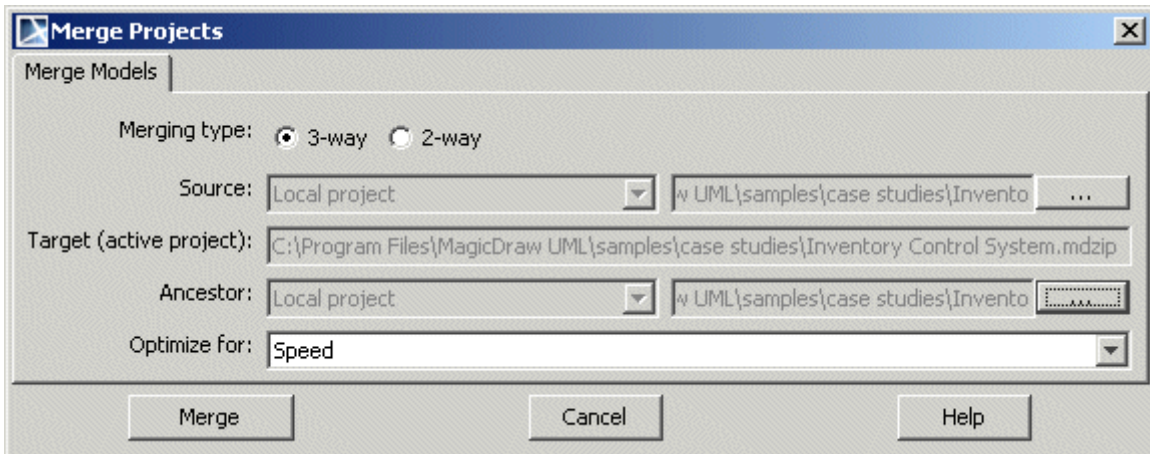 Merge Projects
Merge Models
Merging type: 3-way 2-way
Source: Local project w UML\samples\case studies\Invento ...
Target (active project): C:\Program Files\MagicDraw UML\samples\case studies\Inventory Control System.mdzip
Ancestor: Local project w UML\samples\case studies\Invento ...
Optimize for: Speed
Merge Cancel Help